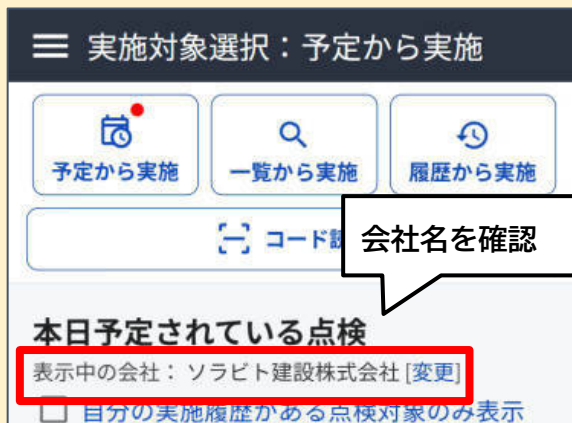 実施対象選択：予定から実施
予定から実施
一覧から実施
履歴から実施
コード
会社名を確認
本日予定されている点検
表示中の会社： ソラビト建設株式会社 [変更]
自分の実施履歴がある点検対象のみ表示